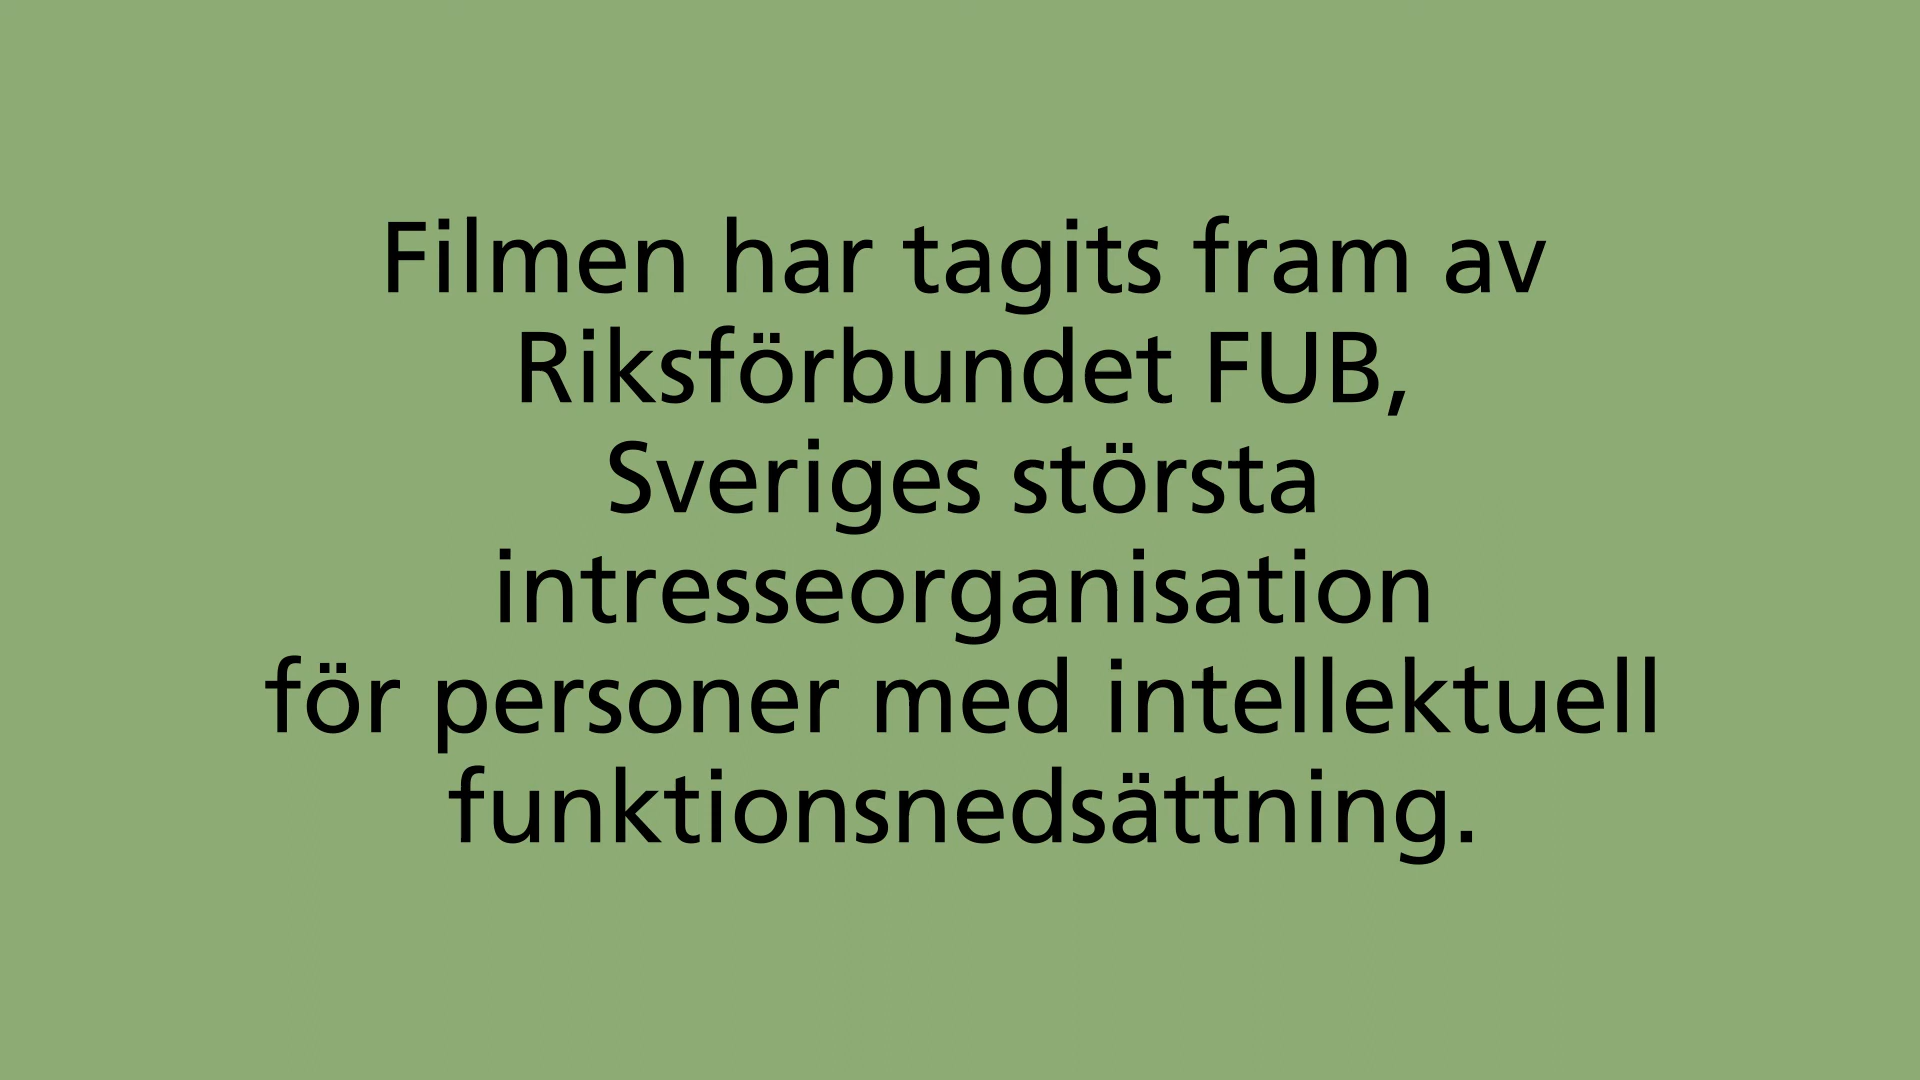 Filmen har tagits fram av
Riksförbundet FUB,
Sveriges största
intresseorganisation
för personer med intellektuell
funktionsnedsättning.